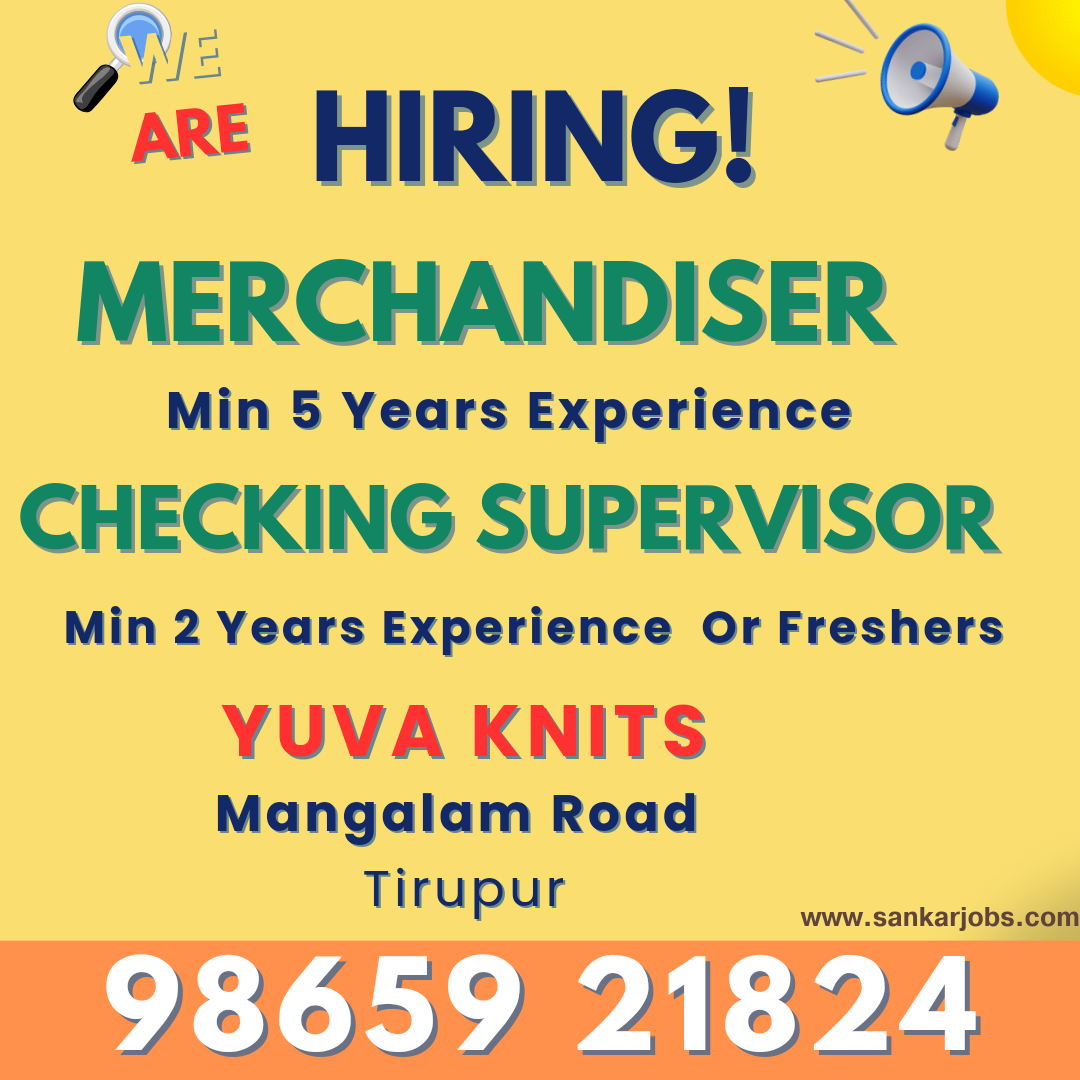 WE
ARE
HIRING!
MERCHANDISER
Min 5 Years Experience
CHECKING SUPERVISOR
Min 2 Years Experience Or Freshers
YUVA KNITS
Mangalam Road
Tirupur
www.sankarjobs.com
98659 21824